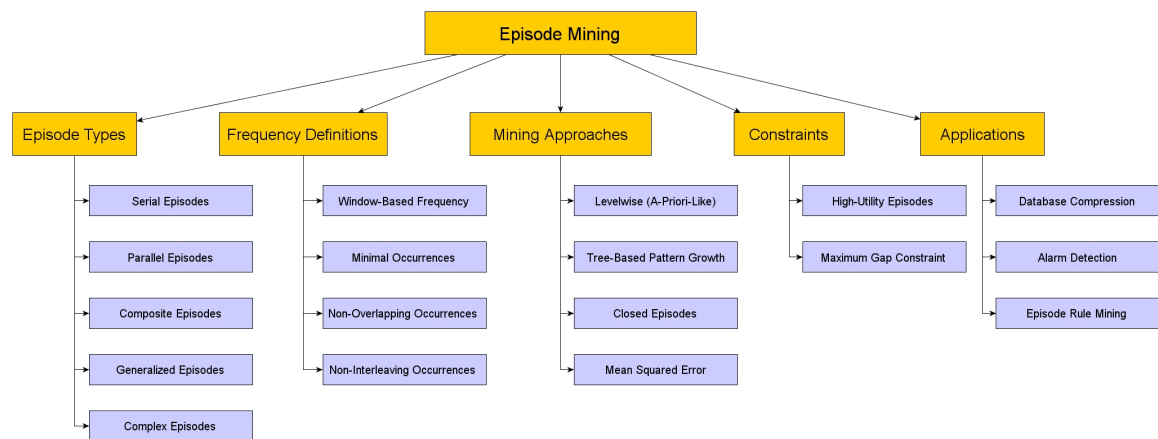 Episode Mining
Episode Types
Frequency Definitions
Mining Approaches
Constraints
Applications
Serial Episodes
Parallel Episodes
Composite Episodes
Generalized Episodes
Complex Episodes
Window-Based Frequency
Minimal Occurrences
Non-Overlapping Occurrences
Non-Interleaving Occurrences
Levelwise (A-Priori-Like)
Tree-Based Pattern Growth
Closed Episodes
Mean Squared Error
High-Utility Episodes
Maximum Gap Constraint
Database Compression
Alarm Detection
Episode Rule Mining